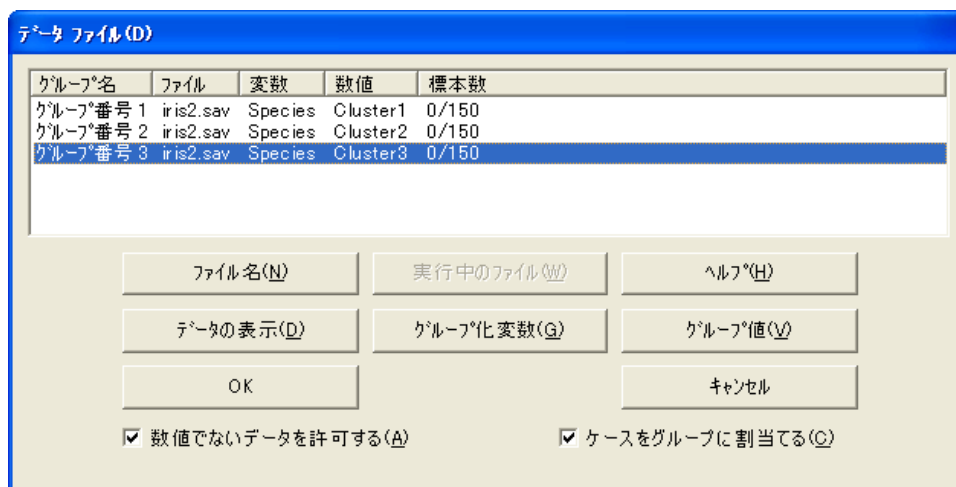 ﾃﾞｰﾀ ﾌｧｲﾙ(D)
ｸﾞﾙｰﾌﾟ名 ﾌｧｲﾙ 変数 数値 標本数
ｸﾞﾙｰﾌﾟ番号 1 iris2.sav Species Cluster1 0/150
ｸﾞﾙｰﾌﾟ番号 2 iris2.sav Species Cluster2 0/150
ｸﾞﾙｰﾌﾟ番号 3 iris2.sav Species Cluster3 0/150
ﾌｧｲﾙ名(N) 実行中のﾌｧｲﾙ(W) ﾍﾙﾌﾟ(H)
ﾃﾞｰﾀの表示(D) ｸﾞﾙｰﾌﾟ化変数(G) ｸﾞﾙｰﾌﾟ値(V)
OK ｷｬﾝｾﾙ
数値でないデータを許可する(A) ケースをグループに割当てる(C)